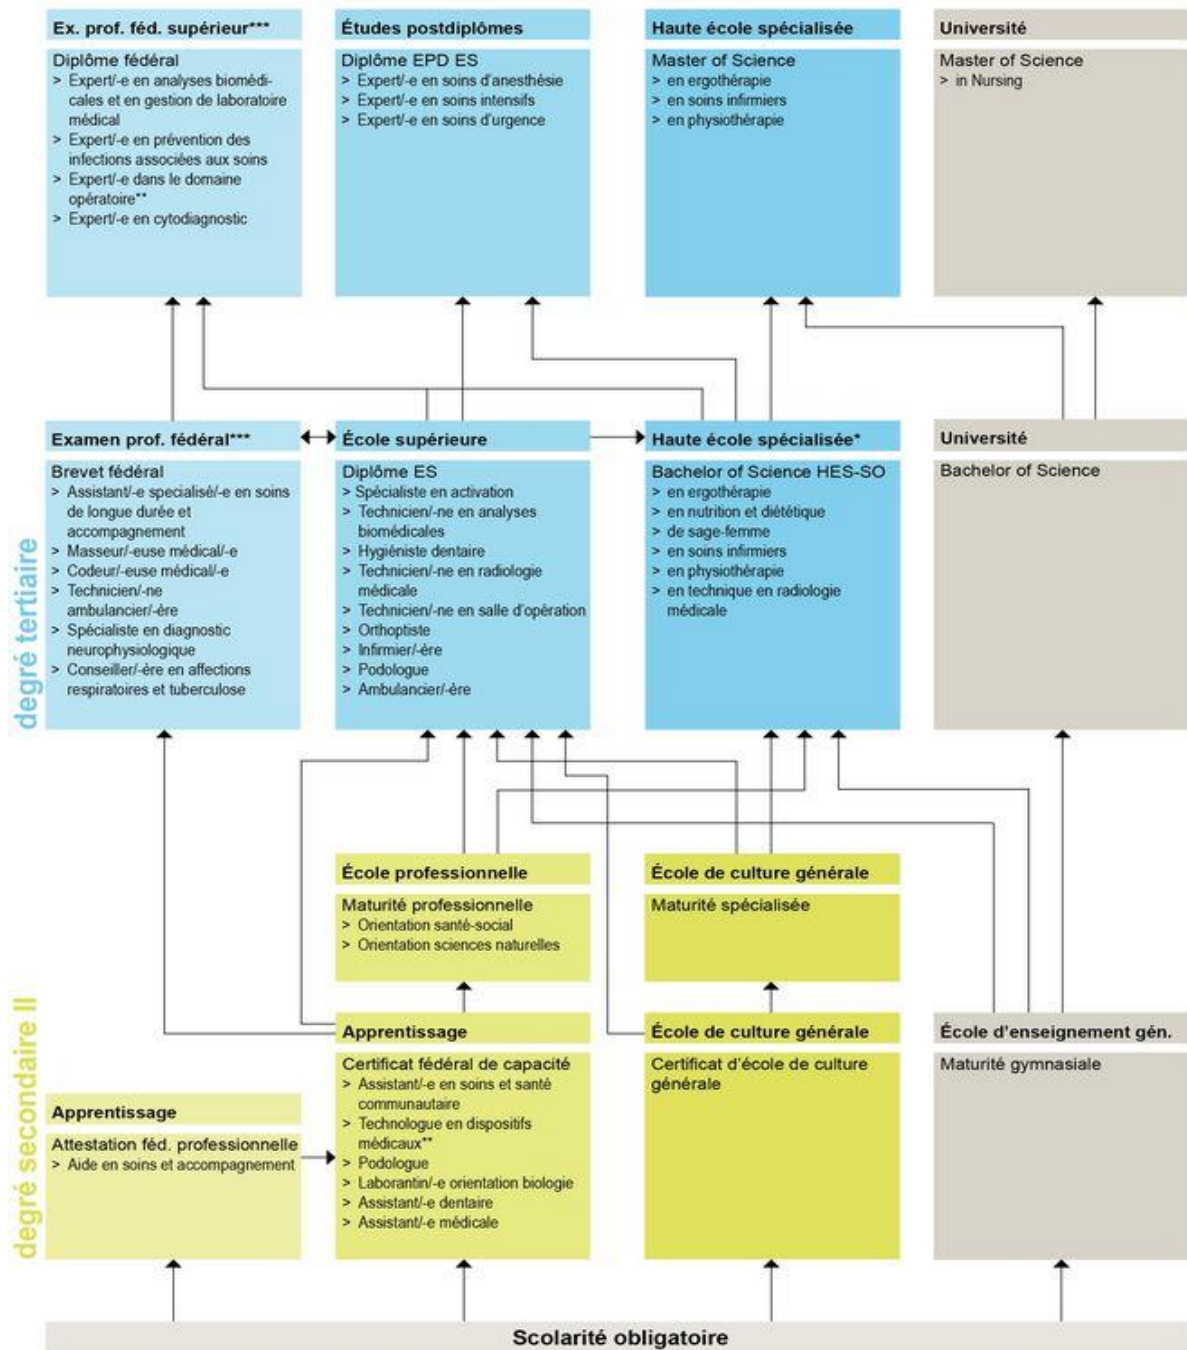 Ex. prof. féd. supérieur***
Diplôme fédéral
> Expert/-e en analyses biomédi-
cales et en gestion de laboratoire
médical
> Expert/-e en prévention des
infections associées aux soins
> Expert/-e dans le domaine
opératoire**
> Expert/-e en cytodiagnostic
Études postdiplômes
Diplôme EPD ES
> Expert/-e en soins d'anesthésie
> Expert/-e en soins intensifs
> Expert/-e en soins d'urgence
Haute école spécialisée
Master of Science
> en ergothérapie
> en soins infirmiers
> en physiothérapie
Université
Master of Science
> in Nursing
degré tertiaire
Examen prof. fédéral***
Brevet fédéral
> Assistant/-e specialisé/-e en soins
de longue durée et
accompagnement
> Masseur/-euse médical/-e
> Codeur/-euse médical/-e
> Technicien/-ne
ambulancier/-ère
> Spécialiste en diagnostic
neurophysiologique
> Conseiller/-ère en affections
respiratoires et tuberculose
École supérieure
Diplôme ES
> Spécialiste en activation
> Technicien/-ne en analyses
biomédicales
> Hygiéniste dentaire
> Technicien/-ne en radiologie
médicale
> Technicien/-ne en salle d'opération
> Orthoptiste
> Infirmier/-ère
> Podologue
> Ambulancier/-ère
Haute école spécialisée*
Bachelor of Science HES-SO
> en ergothérapie
> en nutrition et diététique
> de sage-femme
> en soins infirmiers
> en physiothérapie
> en technique en radiologie
médicale
Université
Bachelor of Science
degré secondaire II
École professionnelle
Maturité professionnelle
> Orientation santé-social
> Orientation sciences naturelles
École de culture générale
Maturité spécialisée
Apprentissage
Attestation féd. professionnelle
> Aide en soins et accompagnement
Apprentissage
Certificat fédéral de capacité
> Assistant/-e en soins et santé
communautaire
> Technologue en dispositifs
médicaux**
> Podologue
> Laborantin/-e orientation biologie
> Assistant/-e dentaire
> Assistant/-e médicale
École de culture générale
Certificat d'école de culture
générale
École d'enseignement gén.
Maturité gymnasiale
Scolarité obligatoire